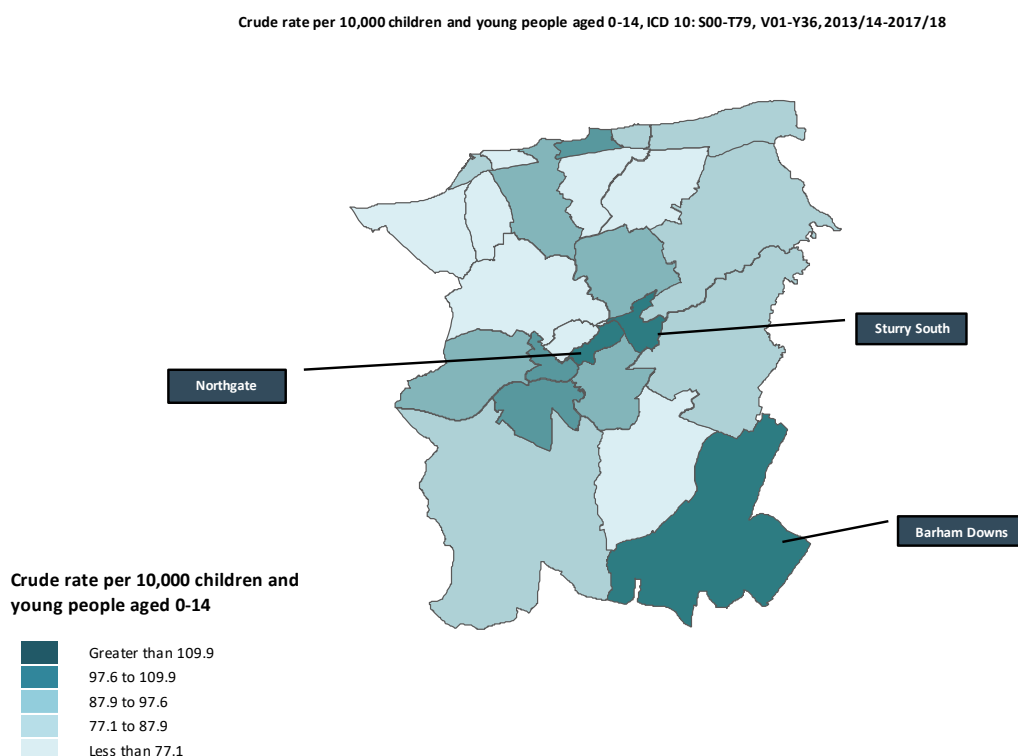 Crude rate per 10,000 children and young people aged 0-14, ICD 10: S00-T79, V01-Y36, 2013/14-2017/18
Sturry South
Northgate
Barham Downs
Crude rate per 10,000 children and
young people aged 0-14
Greater than 109.9
97.6 to 109.9
87.9 to 97.6
77.1 to 87.9
Less than 77.1